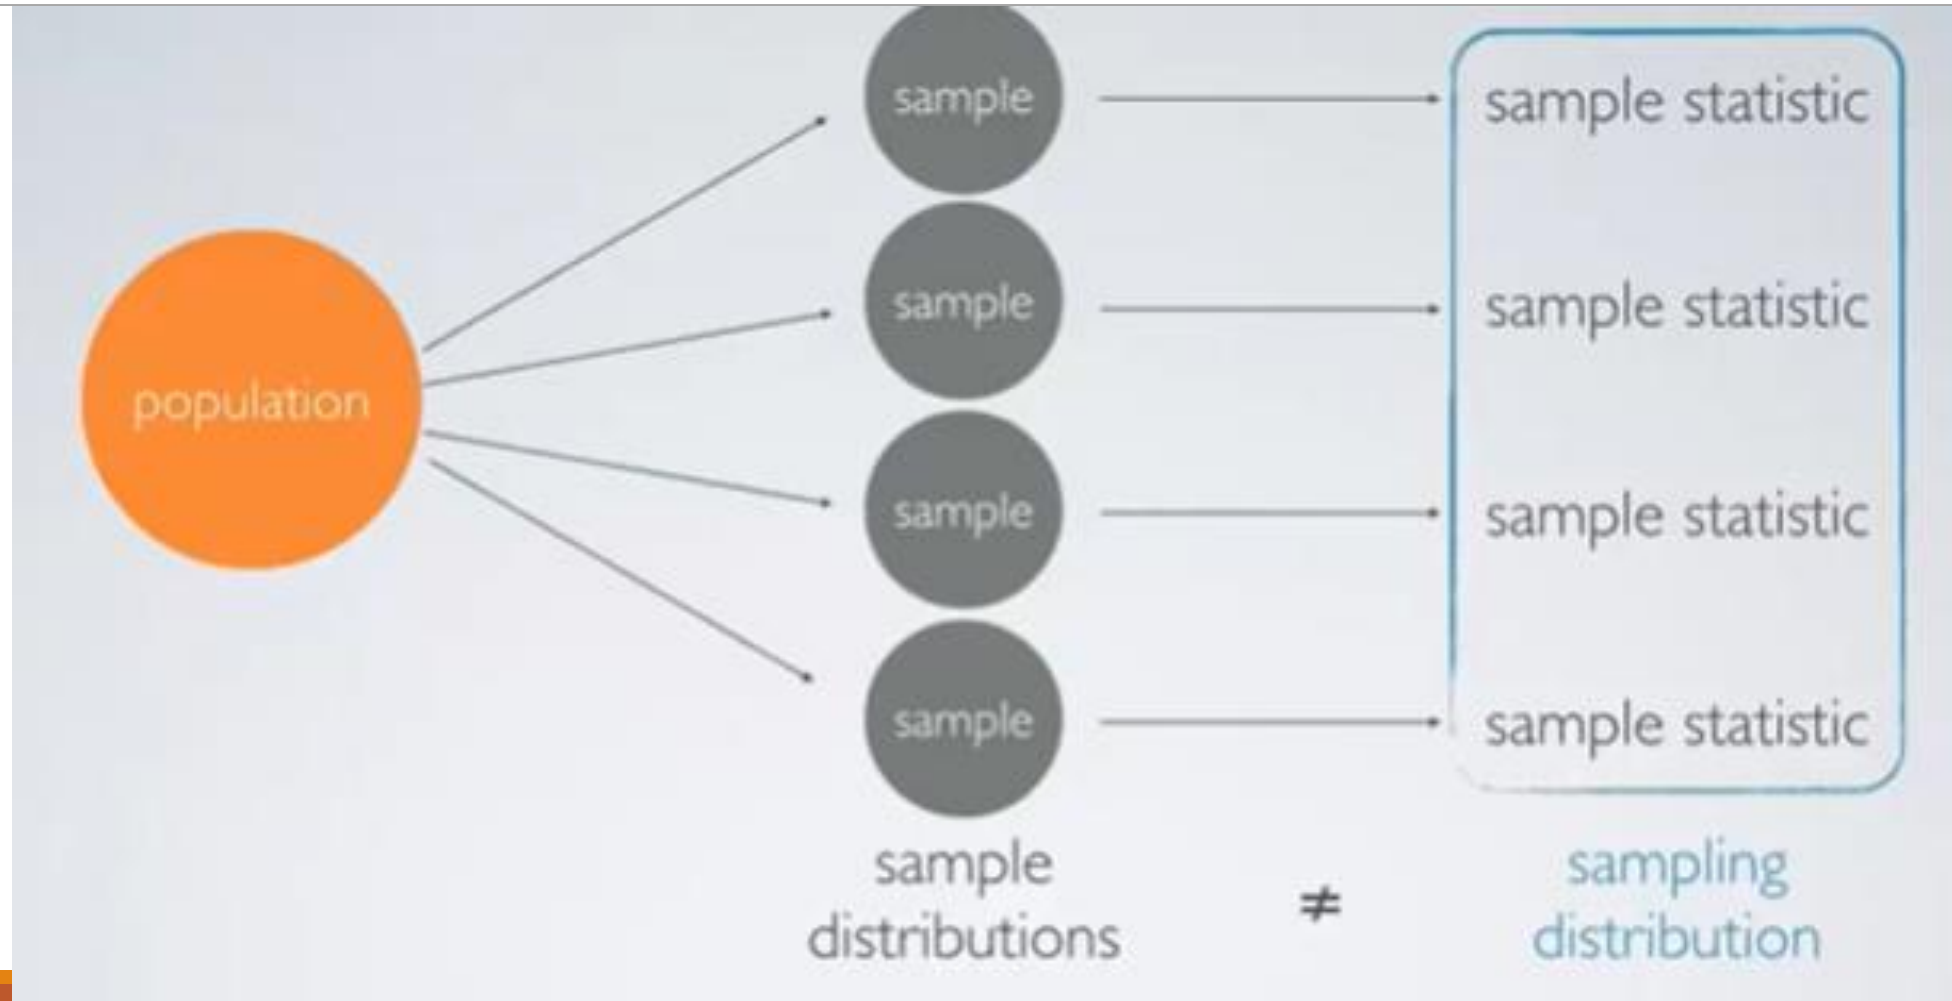 sample
sample statistic
sample
sample statistic
population
sample
sample statistic
sample
sample statistic
sample
distributions
≠
sampling
distribution